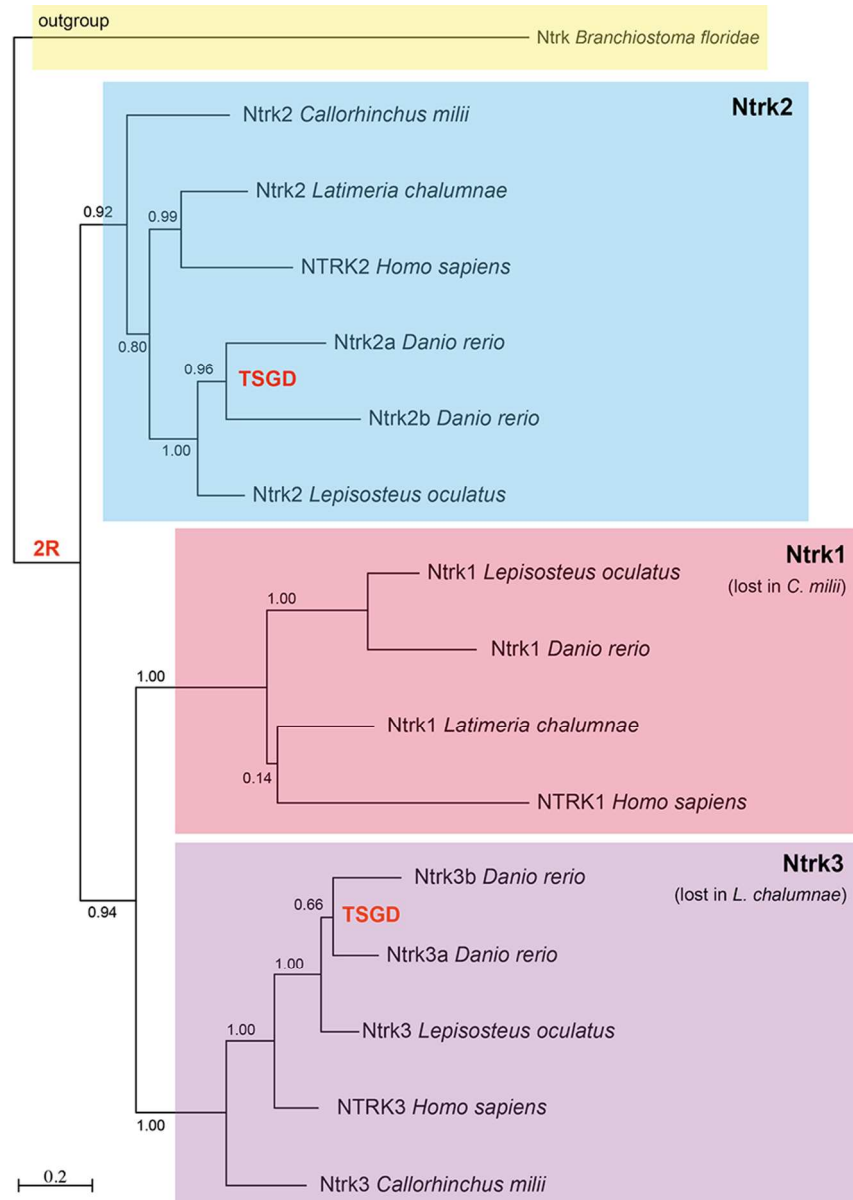 outgroup
Ntrk Branchiostoma floridae
Ntrk2
Ntrk2 Callorhinchus milii
Ntrk2 Latimeria chalumnae
0.92
0.99
NTRK2 Homo sapiens
Ntrk2a Danio rerio
0.80
0.96
TSGD
Ntrk2b Danio rerio
1.00
Ntrk2 Lepisosteus oculatus
2R
Ntrk1
(lost in C. milii)
Ntrk1 Lepisosteus oculatus
1.00
Ntrk1 Danio rerio
1.00
Ntrk1 Latimeria chalumnae
0.14
NTRK1 Homo sapiens
Ntrk3
(lost in L. chalumnae)
Ntrk3b Danio rerio
0.66
TSGD
0.94
Ntrk3a Danio rerio
1.00
Ntrk3 Lepisosteus oculatus
1.00
NTRK3 Homo sapiens
1.00
Ntrk3 Callorhinchus milii
0.2